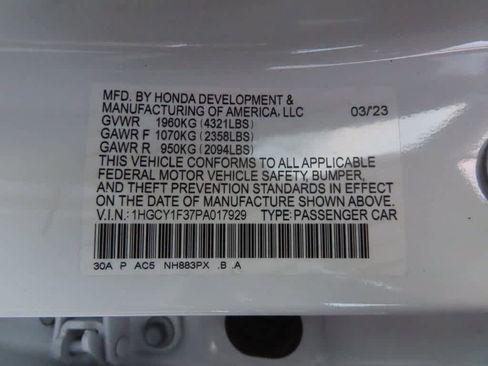 MFD. BY HONDA DEVELOPMENT &
MANUFACTURING OF AMERICA, LLC 03/'23
GVWR 1960KG (4321LBS)
GAWR F 1070KG (2358LBS)
GAWR R 950KG (2094LBS)
THIS VEHICLE CONFORMS TO ALL APPLICABLE
FEDERAL MOTOR VEHICLE SAFETY, BUMPER,
AND THEFT PREVENTION STANDARDS IN EFFECT
ON THE DATE OF MANUFACTURE SHOWN ABOVE.
V.I.N.: 1HGCY1F37PA017929 TYPE: PASSENGER CAR
30A P AC5 NH883PX .B .A